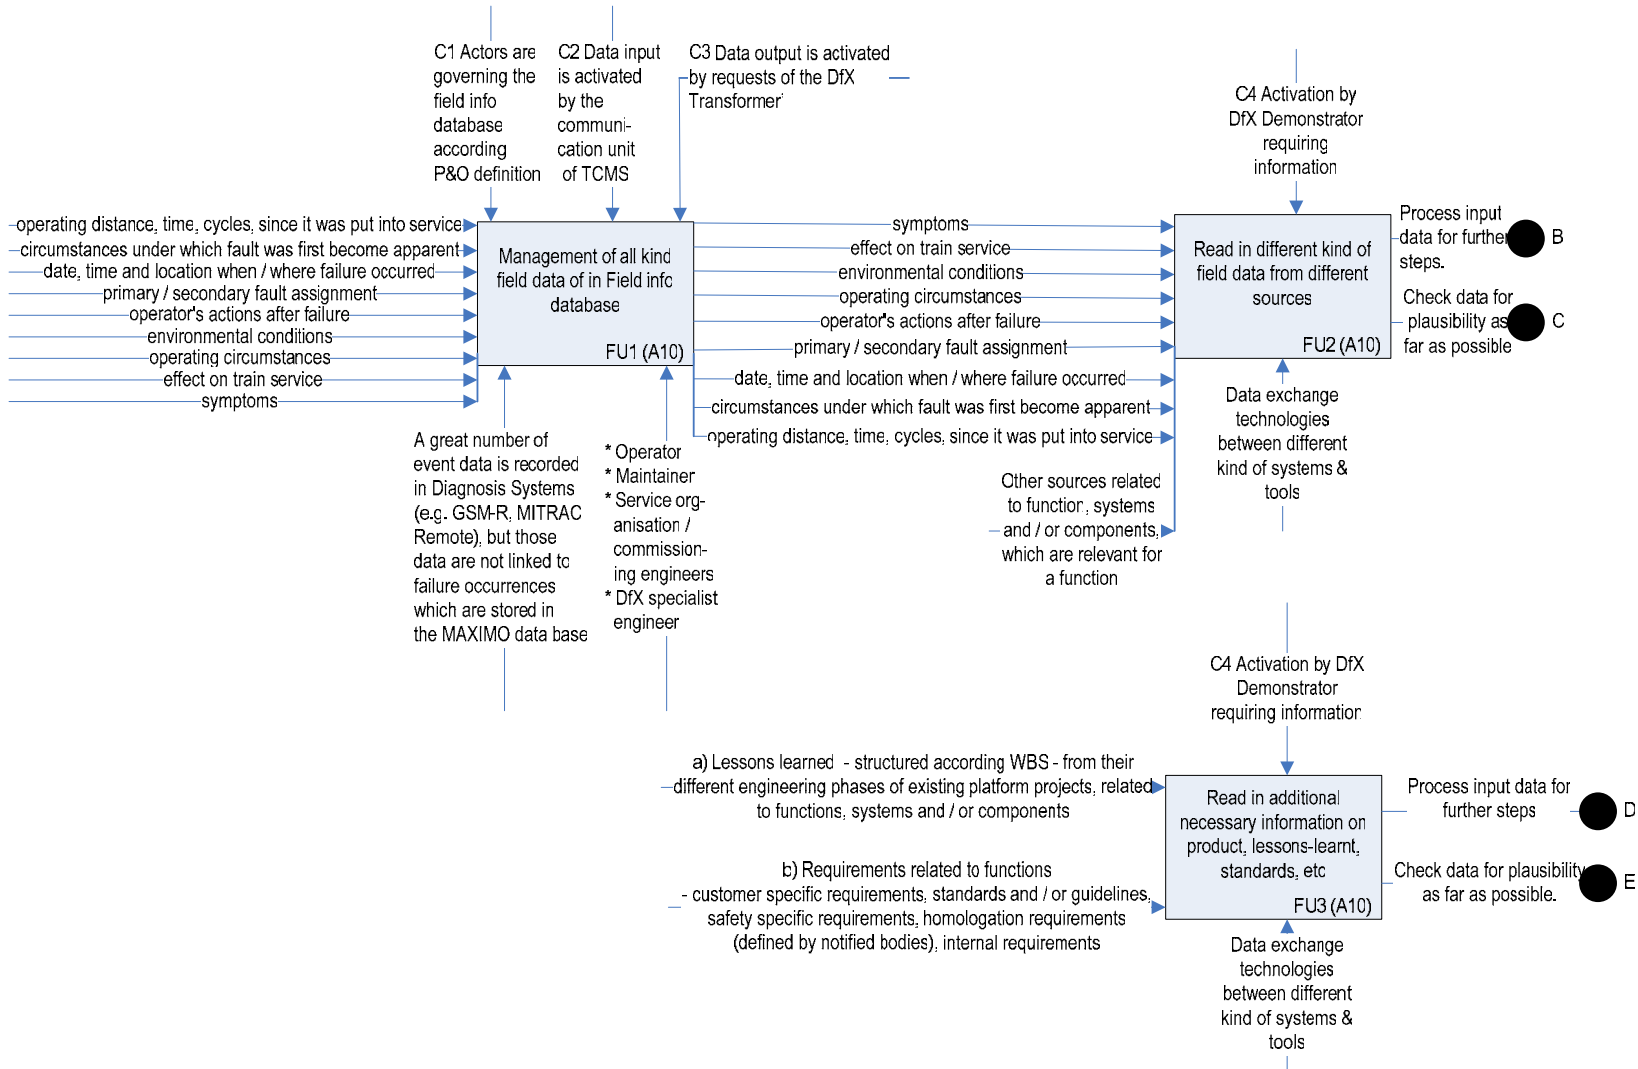 C1 Actors are
governing the
field info
database
according
P&O definition
C2 Data input
is activated
by the
communi-
cation unit
of TCMS
C3 Data output is activated
by requests of the DfX
Transformer'
C4 Activation by
DfX Demonstrator
requiring
information
operating distance, time, cycles, since it was put into service
circumstances under which fault was first become apparent
date, time and location when / where failure occurred
primary / secondary fault assignment
operator's actions after failure
environmental conditions
operating circumstances
effect on train service
symptoms
Management of all kind
field data of in Field info
database
FU1 (A10)
symptoms
effect on train service
environmental conditions
operating circumstances
operator's actions after failure
primary / secondary fault assignment
date, time and location when / where failure occurred
circumstances under which fault was first become apparent
operating distance, time, cycles, since it was put into service
Read in different kind of
field data from different
sources
FU2 (A10)
Process input
data for further
steps.
B
Check data for
plausibility as
far as possible
C
A great number of
event data is recorded
in Diagnosis Systems
(e.g. GSM-R, MITRAC
Remote), but those
data are not linked to
failure occurrences
which are stored in
the MAXIMO data base
* Operator
* Maintainer
* Service org-
anisation /
commission-
ing engineers
* DfX specialist
engineer
Other sources related
to function, systems
and / or components,
which are relevant for
a function
Data exchange
technologies
between different
kind of systems &
tools
C4 Activation by DfX
Demonstrator
requiring information
a) Lessons learned - structured according WBS - from their
different engineering phases of existing platform projects, related
to functions, systems and / or components
b) Requirements related to functions
- customer specific requirements, standards and / or guidelines,
safety specific requirements, homologation requirements
(defined by notified bodies), internal requirements
Read in additional
necessary information on
product, lessons-learnt,
standards, etc
FU3 (A10)
Process input data for
further steps
D
Check data for plausibility
as far as possible.
E
Data exchange
technologies
between different
kind of systems &
tools